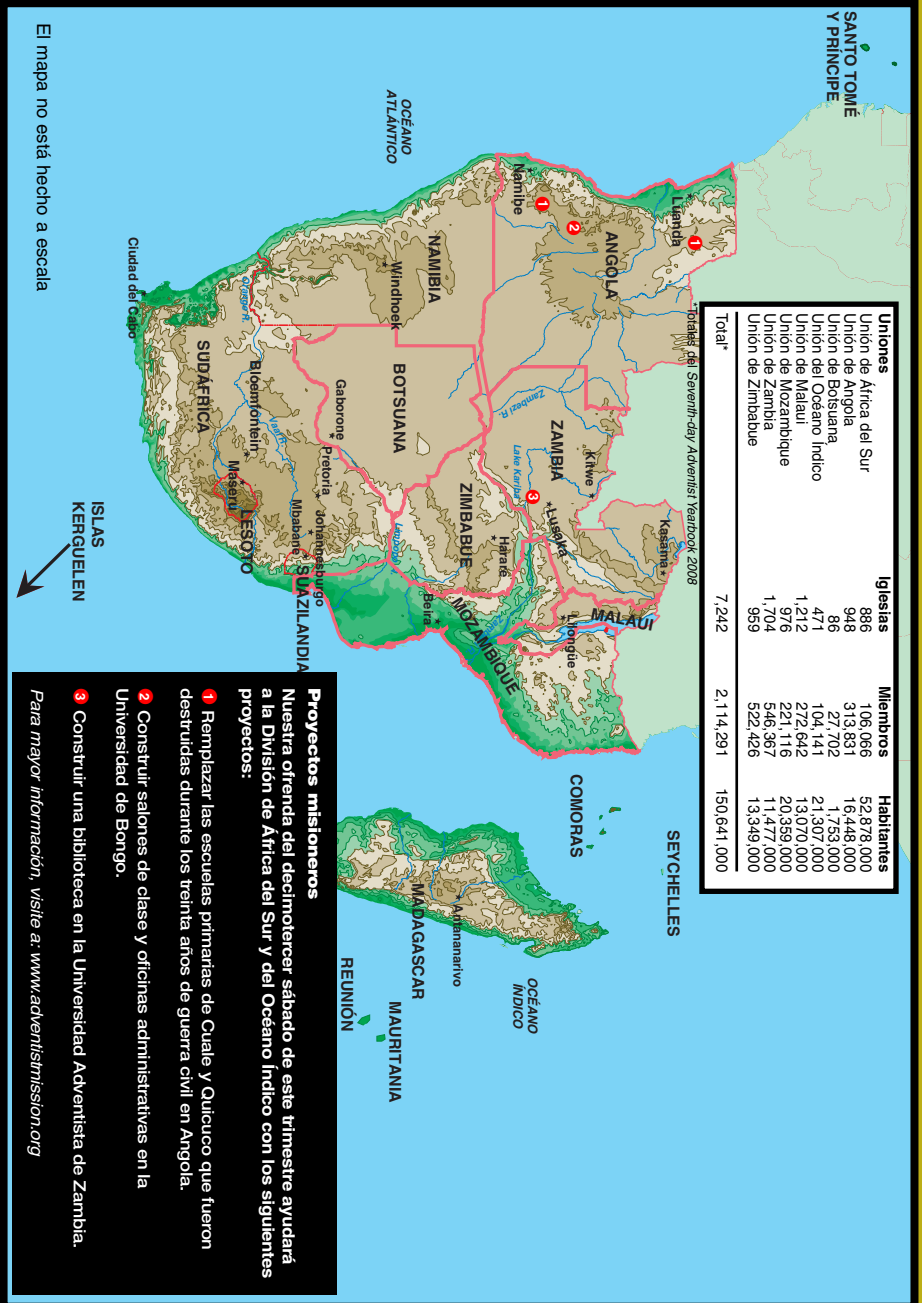 Uniones Iglesias Miembros Habitantes
Unión de África del Sur 886 106,066 52,878,000
Unión de Angola 948 313,831 16,448,000
Unión de Botsuana 86 27,702 1,753,000
Unión del Océano Índico 471 104,141 21,307,000
Unión de Malaui 1,212 272,642 13,070,000
Unión de Mozambique 976 221,116 20,359,000
Unión de Zambia 1,704 546,367 11,477,000
Unión de Zimbabue 959 522,426 13,349,000
Total* 7,242 2,114,291 150,641,000
*Totales del Seventh-day Adventist Yearbook 2008
SANTO TOMÉ
Y PRÍNCIPE
OCÉANO
ATLÁNTICO
Luanda
1
ANGOLA
2
1
Namibe
NAMIBIA
Windhoek
Orange R.
Ciudad del Cabo
SUDÁFRICA
Bloemfontein
Vaal R.
Maseru
LESOTO
BOTSUANA
Gaborone
Pretoria
Johannesburgo
Mbabane
SUAZILANDIA
Zambezi R.
ZAMBIA
Kitwe
Kasama
Lusaka
3
Lake Kariba
ZIMBABUE
Harare
Limpopo
Beira
MOZAMBIQUE
MALAUI
Lilongüe
SEYCHELLES
COMORAS
OCÉANO
ÍNDICO
Antananarivo
MADAGASCAR
MAURITANIA
REUNIÓN
ISLAS
KERGUELEN
El mapa no está hecho a escala
Proyectos misioneros
Nuestra ofrenda del decimotercer sábado de este trimestre ayudará
a la División de África del Sur y del Océano Índico con los siguientes
proyectos:
1 Remplazar las escuelas primarias de Cuale y Quicuco que fueron
destruidas durante los treinta años de guerra civil en Angola.
2 Construir salones de clase y oficinas administrativas en la
Universidad de Bongo.
3 Construir una biblioteca en la Universidad Adventista de Zambia.
Para mayor información, visite a: www.adventistmission.org